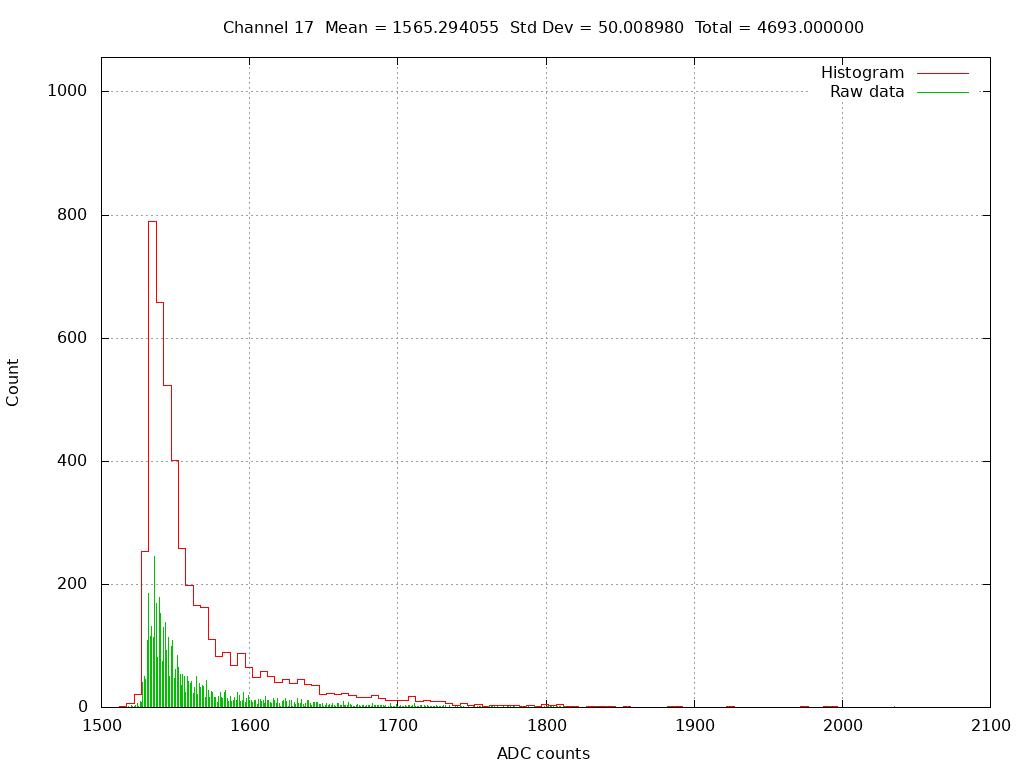 Channel 17  Mean = 1565.294055  Std Dev = 50.008980  Total = 4693.000000
Histogram
Raw data
1000
800
600
400
200
0
Count
1500 1600 1700 1800 1900 2000 2100
ADC counts